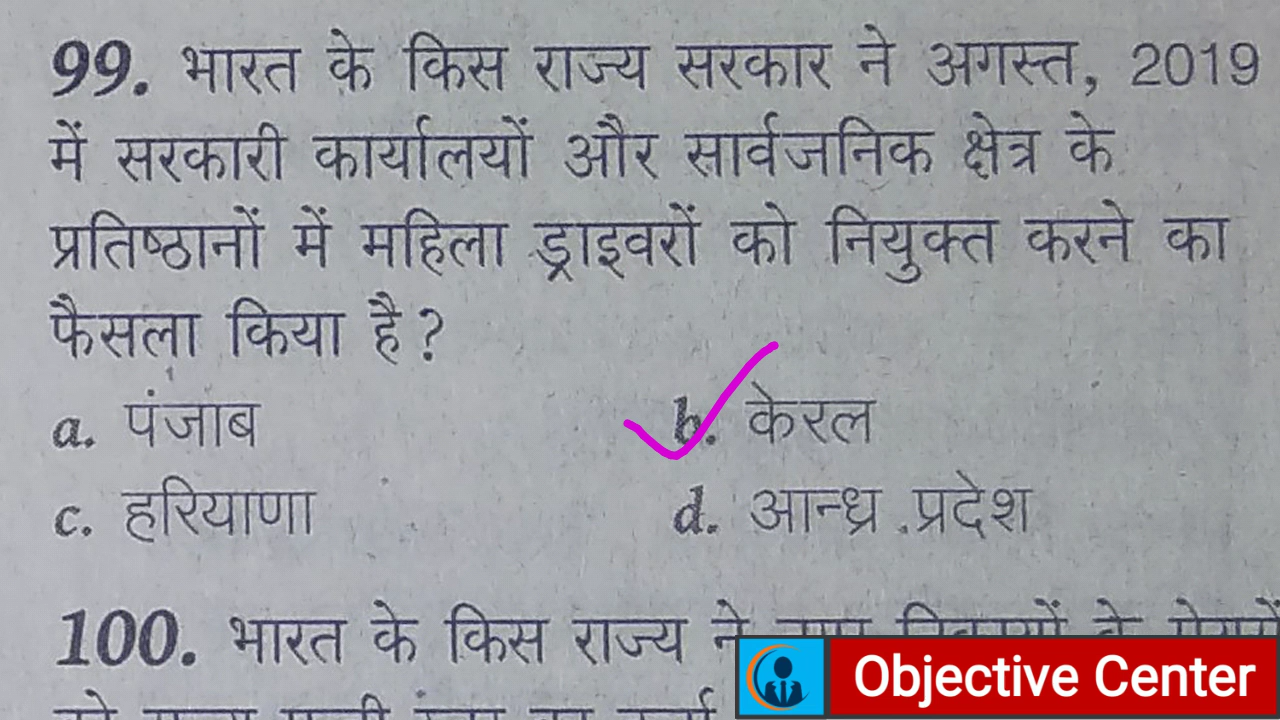 99. भारत के किस राज्य सरकार ने अगस्त, 2019
में सरकारी कार्यालयों और सार्वजनिक क्षेत्र के
प्रतिष्ठानों में महिला ड्राइवरों को नियुक्त करने का
फैसला किया है?
a. पंजाब b. केरल
c. हरियाणा d. आन्ध्र प्रदेश
100. भारत के किस राज्य ने
Objective Center